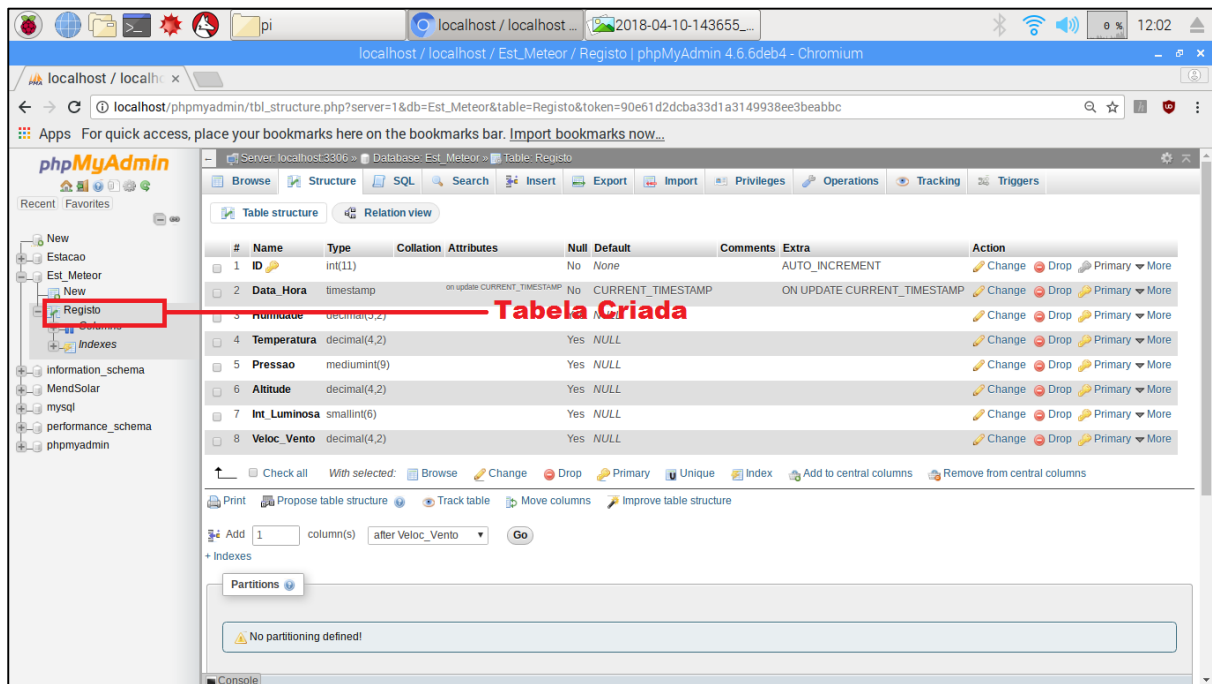 pi
localhost / localhost ...
2018-04-10-143655_...
0 %
12:02
localhost / localhost / Est_Meteor / Registo | phpMyAdmin 4.6.6deb4 - Chromium
localhost / localhc
localhost/phpmyadmin/tbl_structure.php?server=1&db=Est_Meteor&table=Registo&token=90e61d2dcba33d1a3149938ee3beabbc
Apps For quick access, place your bookmarks here on the bookmarks bar. Import bookmarks now...
phpMyAdmin
Recent Favorites
New
Estacao
Est_Meteor
New
Registo
Columns
Indexes
information_schema
MendSolar
mysql
performance_schema
phpmyadmin
Server: localhost:3306 » Database: Est_Meteor » Table: Registo
Browse Structure SQL Search Insert Export Import Privileges Operations Tracking Triggers
Table structure Relation view
# Name Type Collation Attributes Null Default Comments Extra Action
1 ID int(11) No None AUTO_INCREMENT Change Drop Primary More
2 Data_Hora timestamp on update CURRENT_TIMESTAMP No CURRENT_TIMESTAMP ON UPDATE CURRENT_TIMESTAMP Change Drop Primary More
3 Humidade decimal(5,2) NULL Change Drop Primary More
Tabela Criada
4 Temperatura decimal(4,2) Yes NULL Change Drop Primary More
5 Pressao mediumint(9) Yes NULL Change Drop Primary More
6 Altitude decimal(4,2) Yes NULL Change Drop Primary More
7 Int_Luminosa smallint(6) Yes NULL Change Drop Primary More
8 Veloc_Vento decimal(4,2) Yes NULL Change Drop Primary More
Check all With selected: Browse Change Drop Primary Unique Index Add to central columns Remove from central columns
Print Propose table structure Track table Move columns Improve table structure
Add 1 column(s) after Veloc_Vento Go
+ Indexes
Partitions
No partitioning defined!
Console